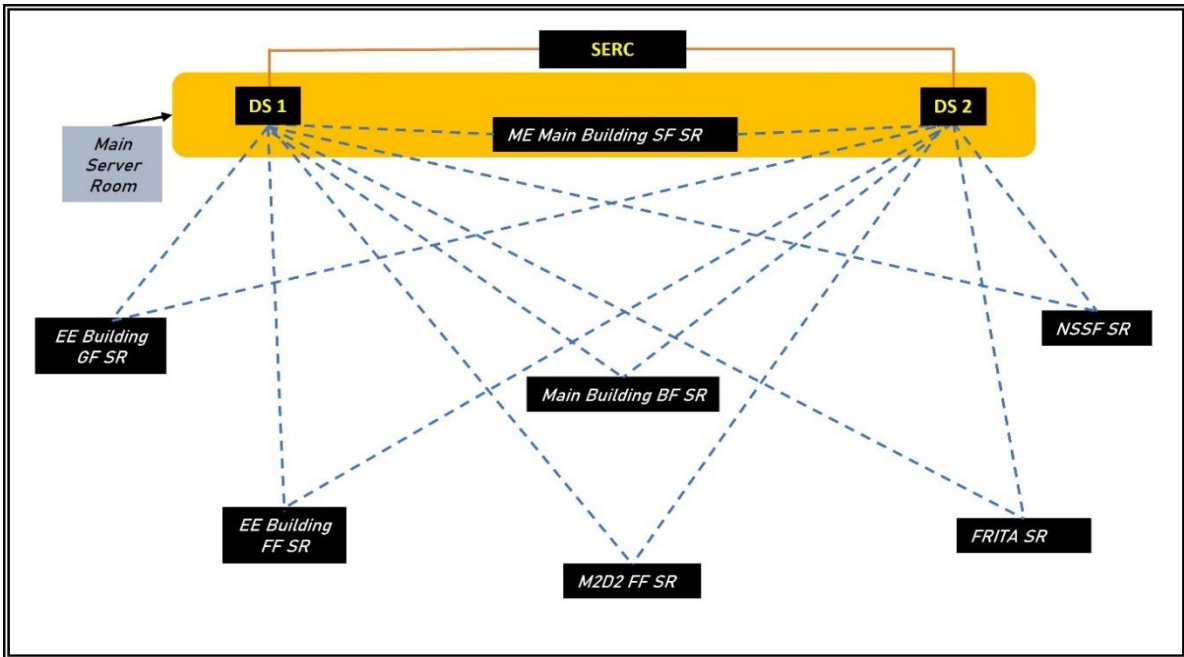 SERC
DS 1
DS 2
ME Main Building SF SR
Main
Server
Room
EE Building
GF SR
NSSF SR
Main Building BF SR
EE Building
FF SR
FRITA SR
M2D2 FF SR